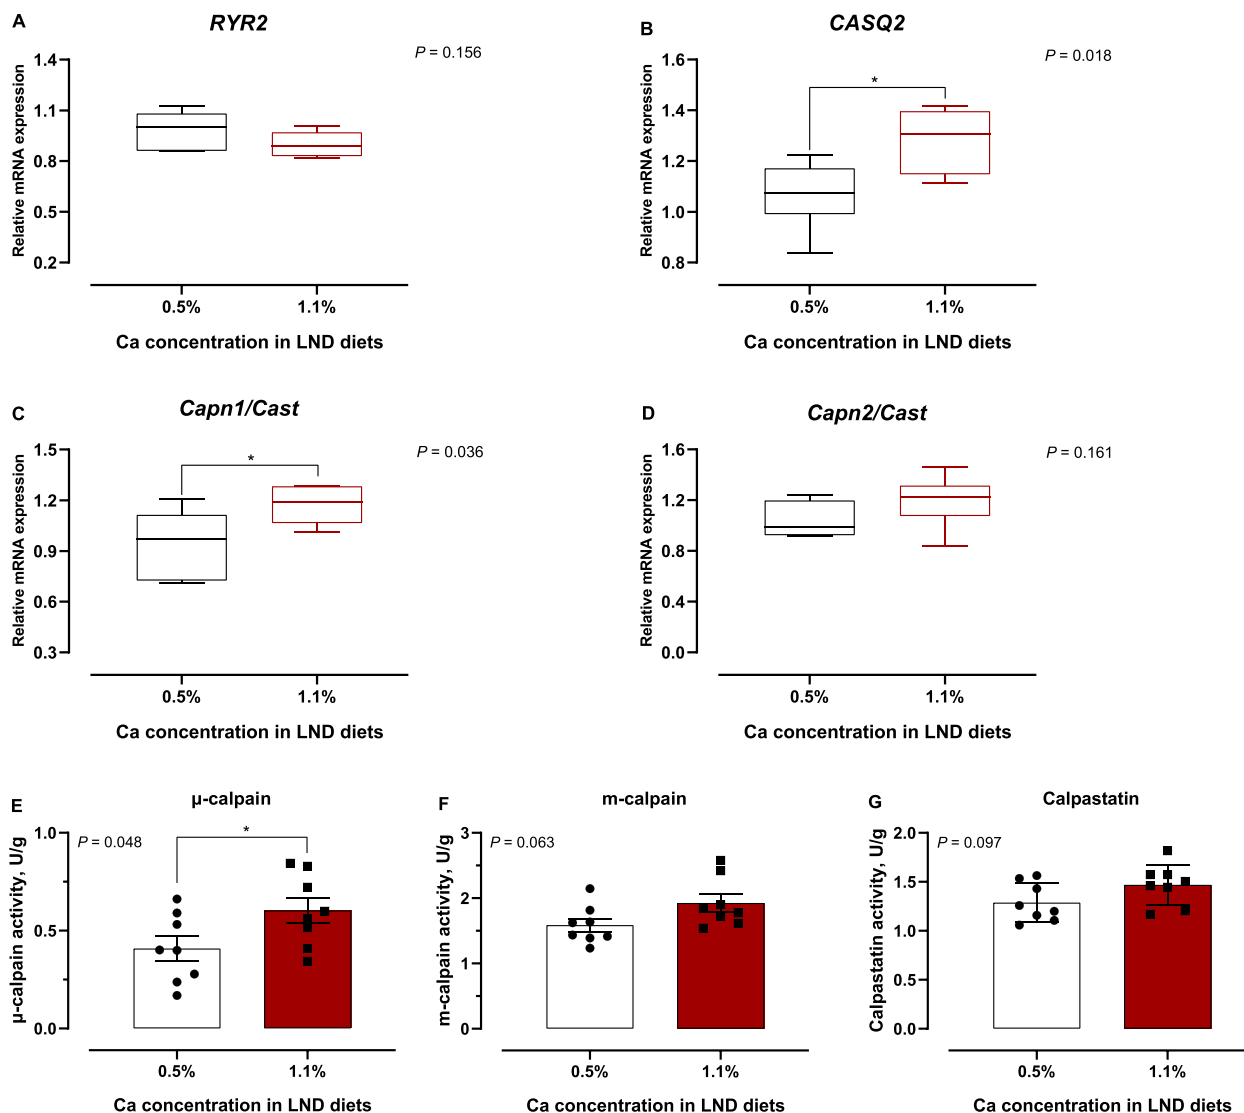 A
RYR2
P = 0.156
Relative mRNA expression
1.4
1.1
0.8
0.5
0.2
0.5%
1.1%
Ca concentration in LND diets
B
CASQ2
P = 0.018
Relative mRNA expression
1.6
1.4
1.2
1.0
0.8
*
0.5%
1.1%
Ca concentration in LND diets
C
Capn1/Cast
P = 0.036
Relative mRNA expression
1.5
1.2
0.9
0.6
0.3
*
0.5%
1.1%
Ca concentration in LND diets
D
Capn2/Cast
P = 0.161
Relative mRNA expression
1.6
1.2
0.8
0.4
0.0
0.5%
1.1%
Ca concentration in LND diets
E
µ-calpain
P = 0.048
µ-calpain activity, U/g
1.0
0.5
0.0
*
0.5%
1.1%
Ca concentration in LND diets
F
m-calpain
P = 0.063
m-calpain activity, U/g
3
2
1
0
0.5%
1.1%
Ca concentration in LND diets
G
Calpastatin
P = 0.097
Calpastatin activity, U/g
2.0
1.5
1.0
0.5
0.0
0.5%
1.1%
Ca concentration in LND diets